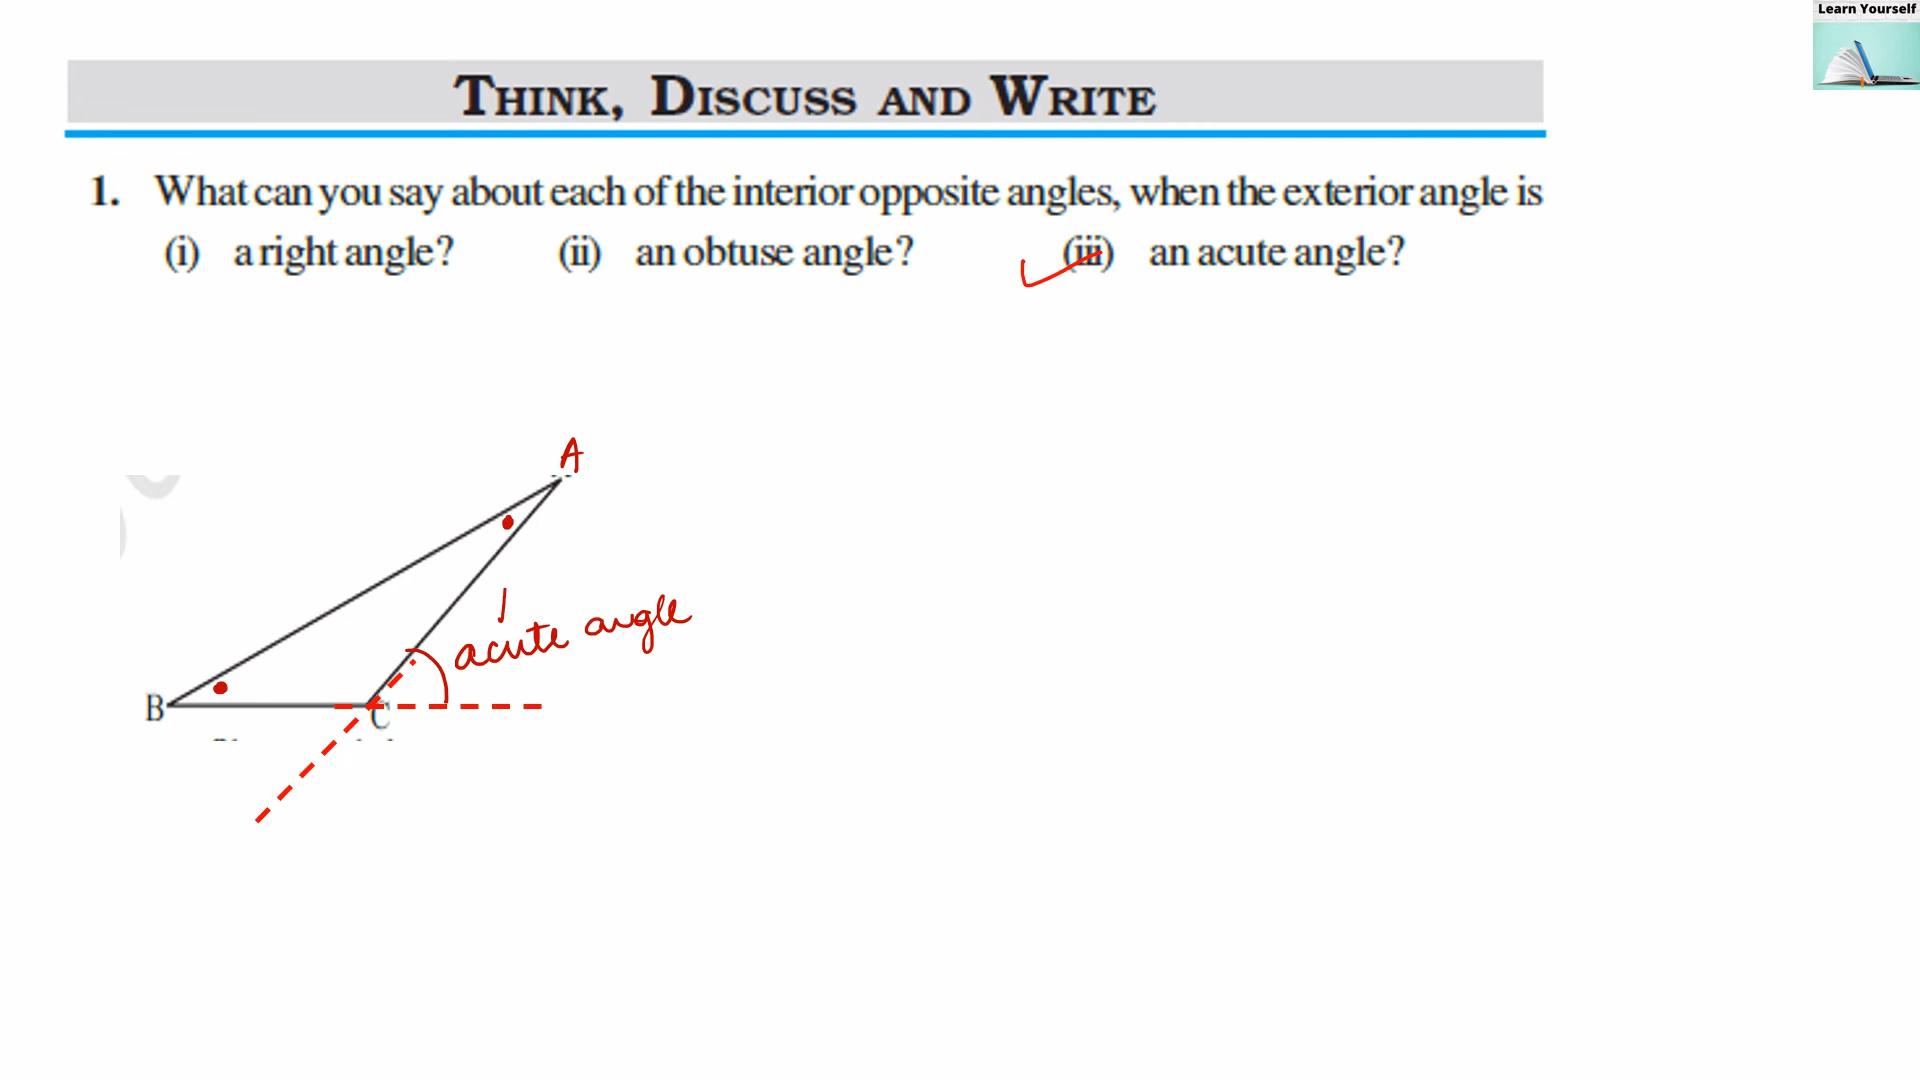 Learn Yourself
THINK, DISCUSS AND WRITE
1. What can you say about each of the interior opposite angles, when the exterior angle is
(i) a right angle? (ii) an obtuse angle? (iii) an acute angle?
A
acute angle
B
C